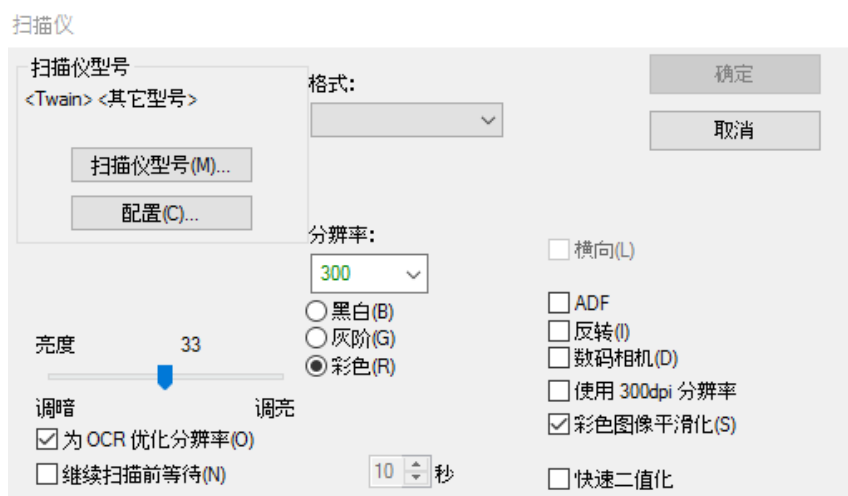 扫描仪
扫描仪型号
<Twain> <其它型号>
扫描仪型号(M)...
配置(C)...
格式:
确定
取消
分辨率:
300
黑白(B)
灰阶(G)
彩色(R)
横向(L)
ADF
反转(I)
数码相机(D)
使用 300dpi 分辨率
彩色图像平滑化(S)
快速二值化
亮度 33
调暗 调亮
为 OCR 优化分辨率(O)
继续扫描前等待(N) 10 秒